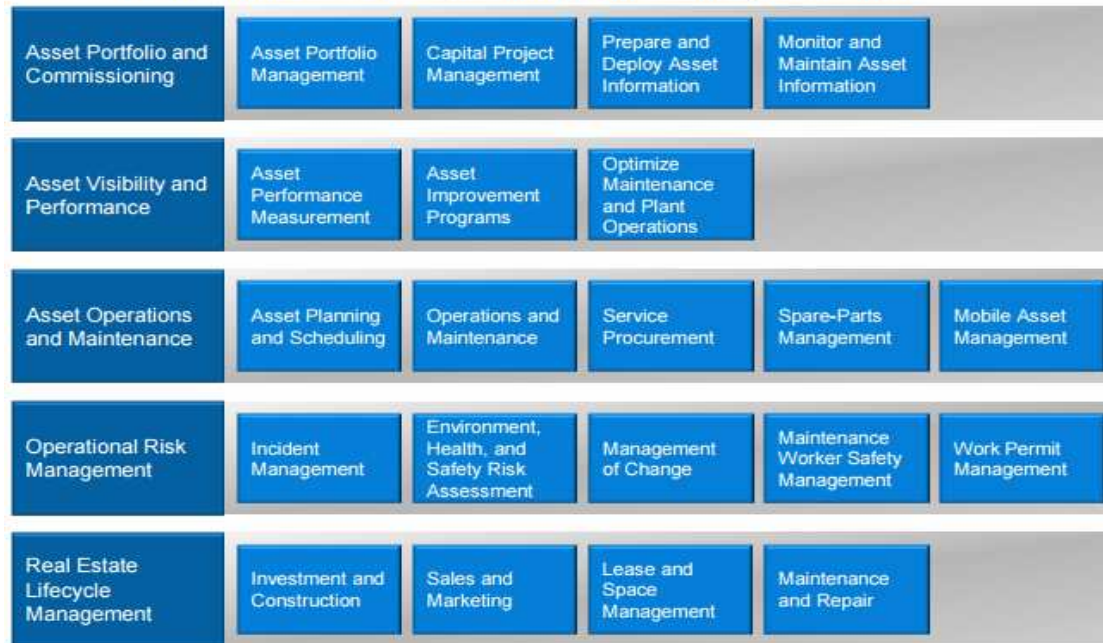 Asset Portfolio and
Commissioning
Asset Portfolio
Management
Capital Project
Management
Prepare and
Deploy Asset
Information
Monitor and
Maintain Asset
Information
Asset Visibility and
Performance
Asset
Performance
Measurement
Asset
Improvement
Programs
Optimize
Maintenance
and Plant
Operations
Asset Operations
and Maintenance
Asset Planning
and Scheduling
Operations and
Maintenance
Service
Procurement
Spare-Parts
Management
Mobile Asset
Management
Operational Risk
Management
Incident
Management
Environment,
Health, and
Safety Risk
Assessment
Management
of Change
Maintenance
Worker Safety
Management
Work Permit
Management
Real Estate
Lifecycle
Management
Investment and
Construction
Sales and
Marketing
Lease and
Space
Management
Maintenance
and Repair